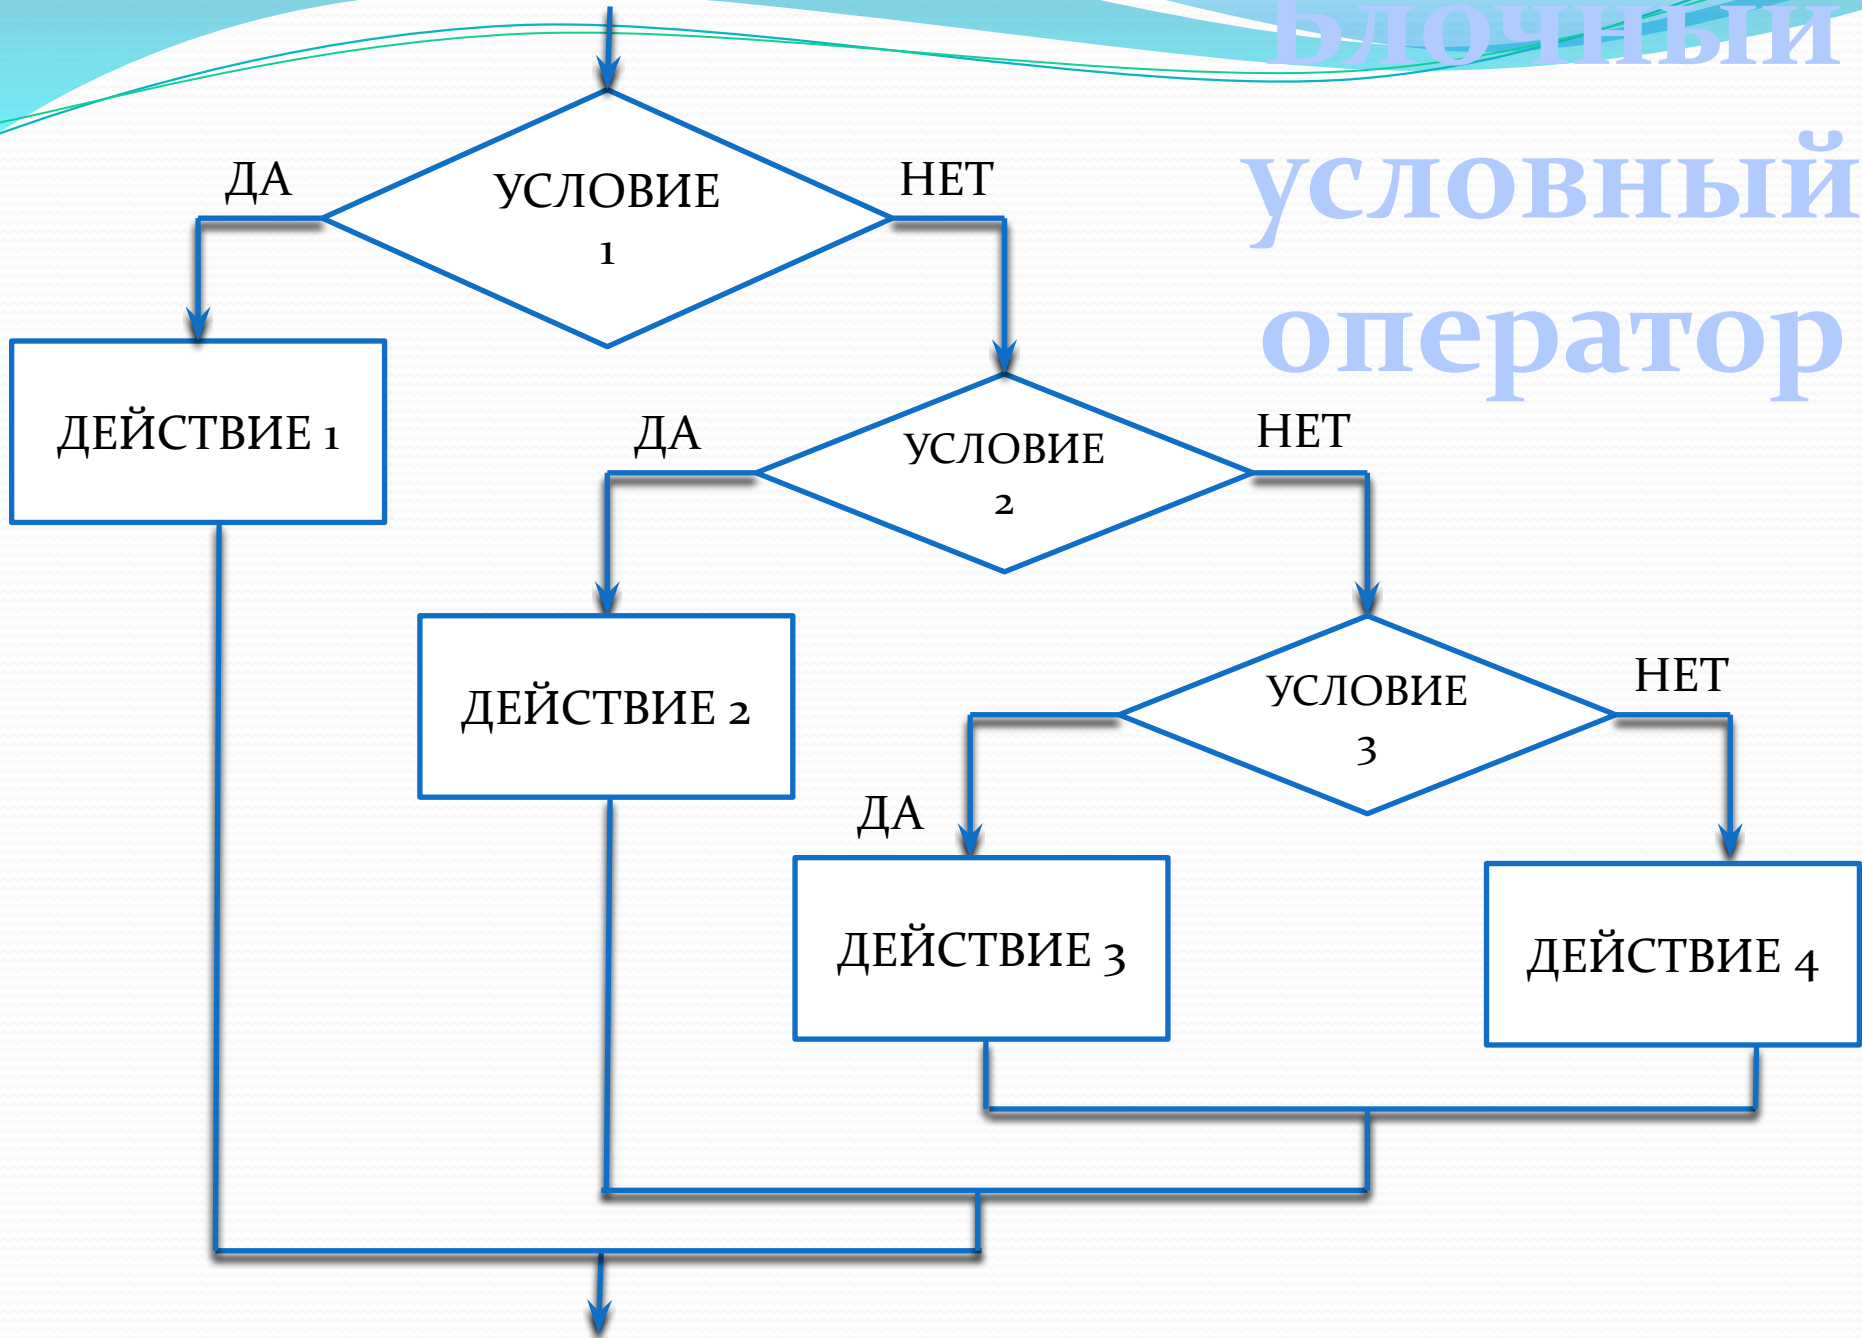 Блочный
условный
оператор
ДА
УСЛОВИЕ
1
НЕТ
ДЕЙСТВИЕ 1
ДА
УСЛОВИЕ
2
НЕТ
ДЕЙСТВИЕ 2
УСЛОВИЕ
3
НЕТ
ДА
ДЕЙСТВИЕ 3
ДЕЙСТВИЕ 4